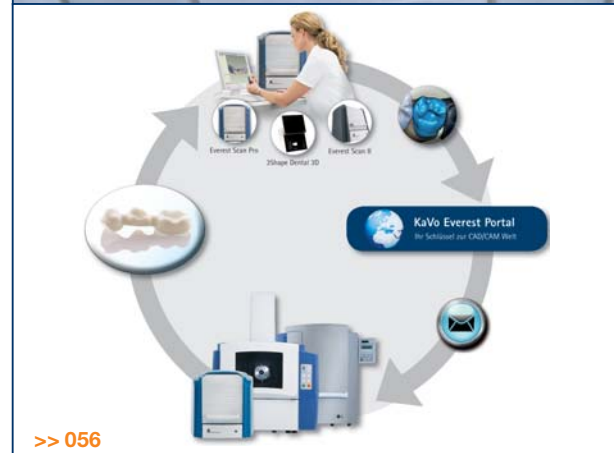 Everest Scan Pro
3Shape Dental 3D
Everest Scan II
KaVo Everest Portal
Ihr Schlüssel zur CAD/CAM Welt
>> 056